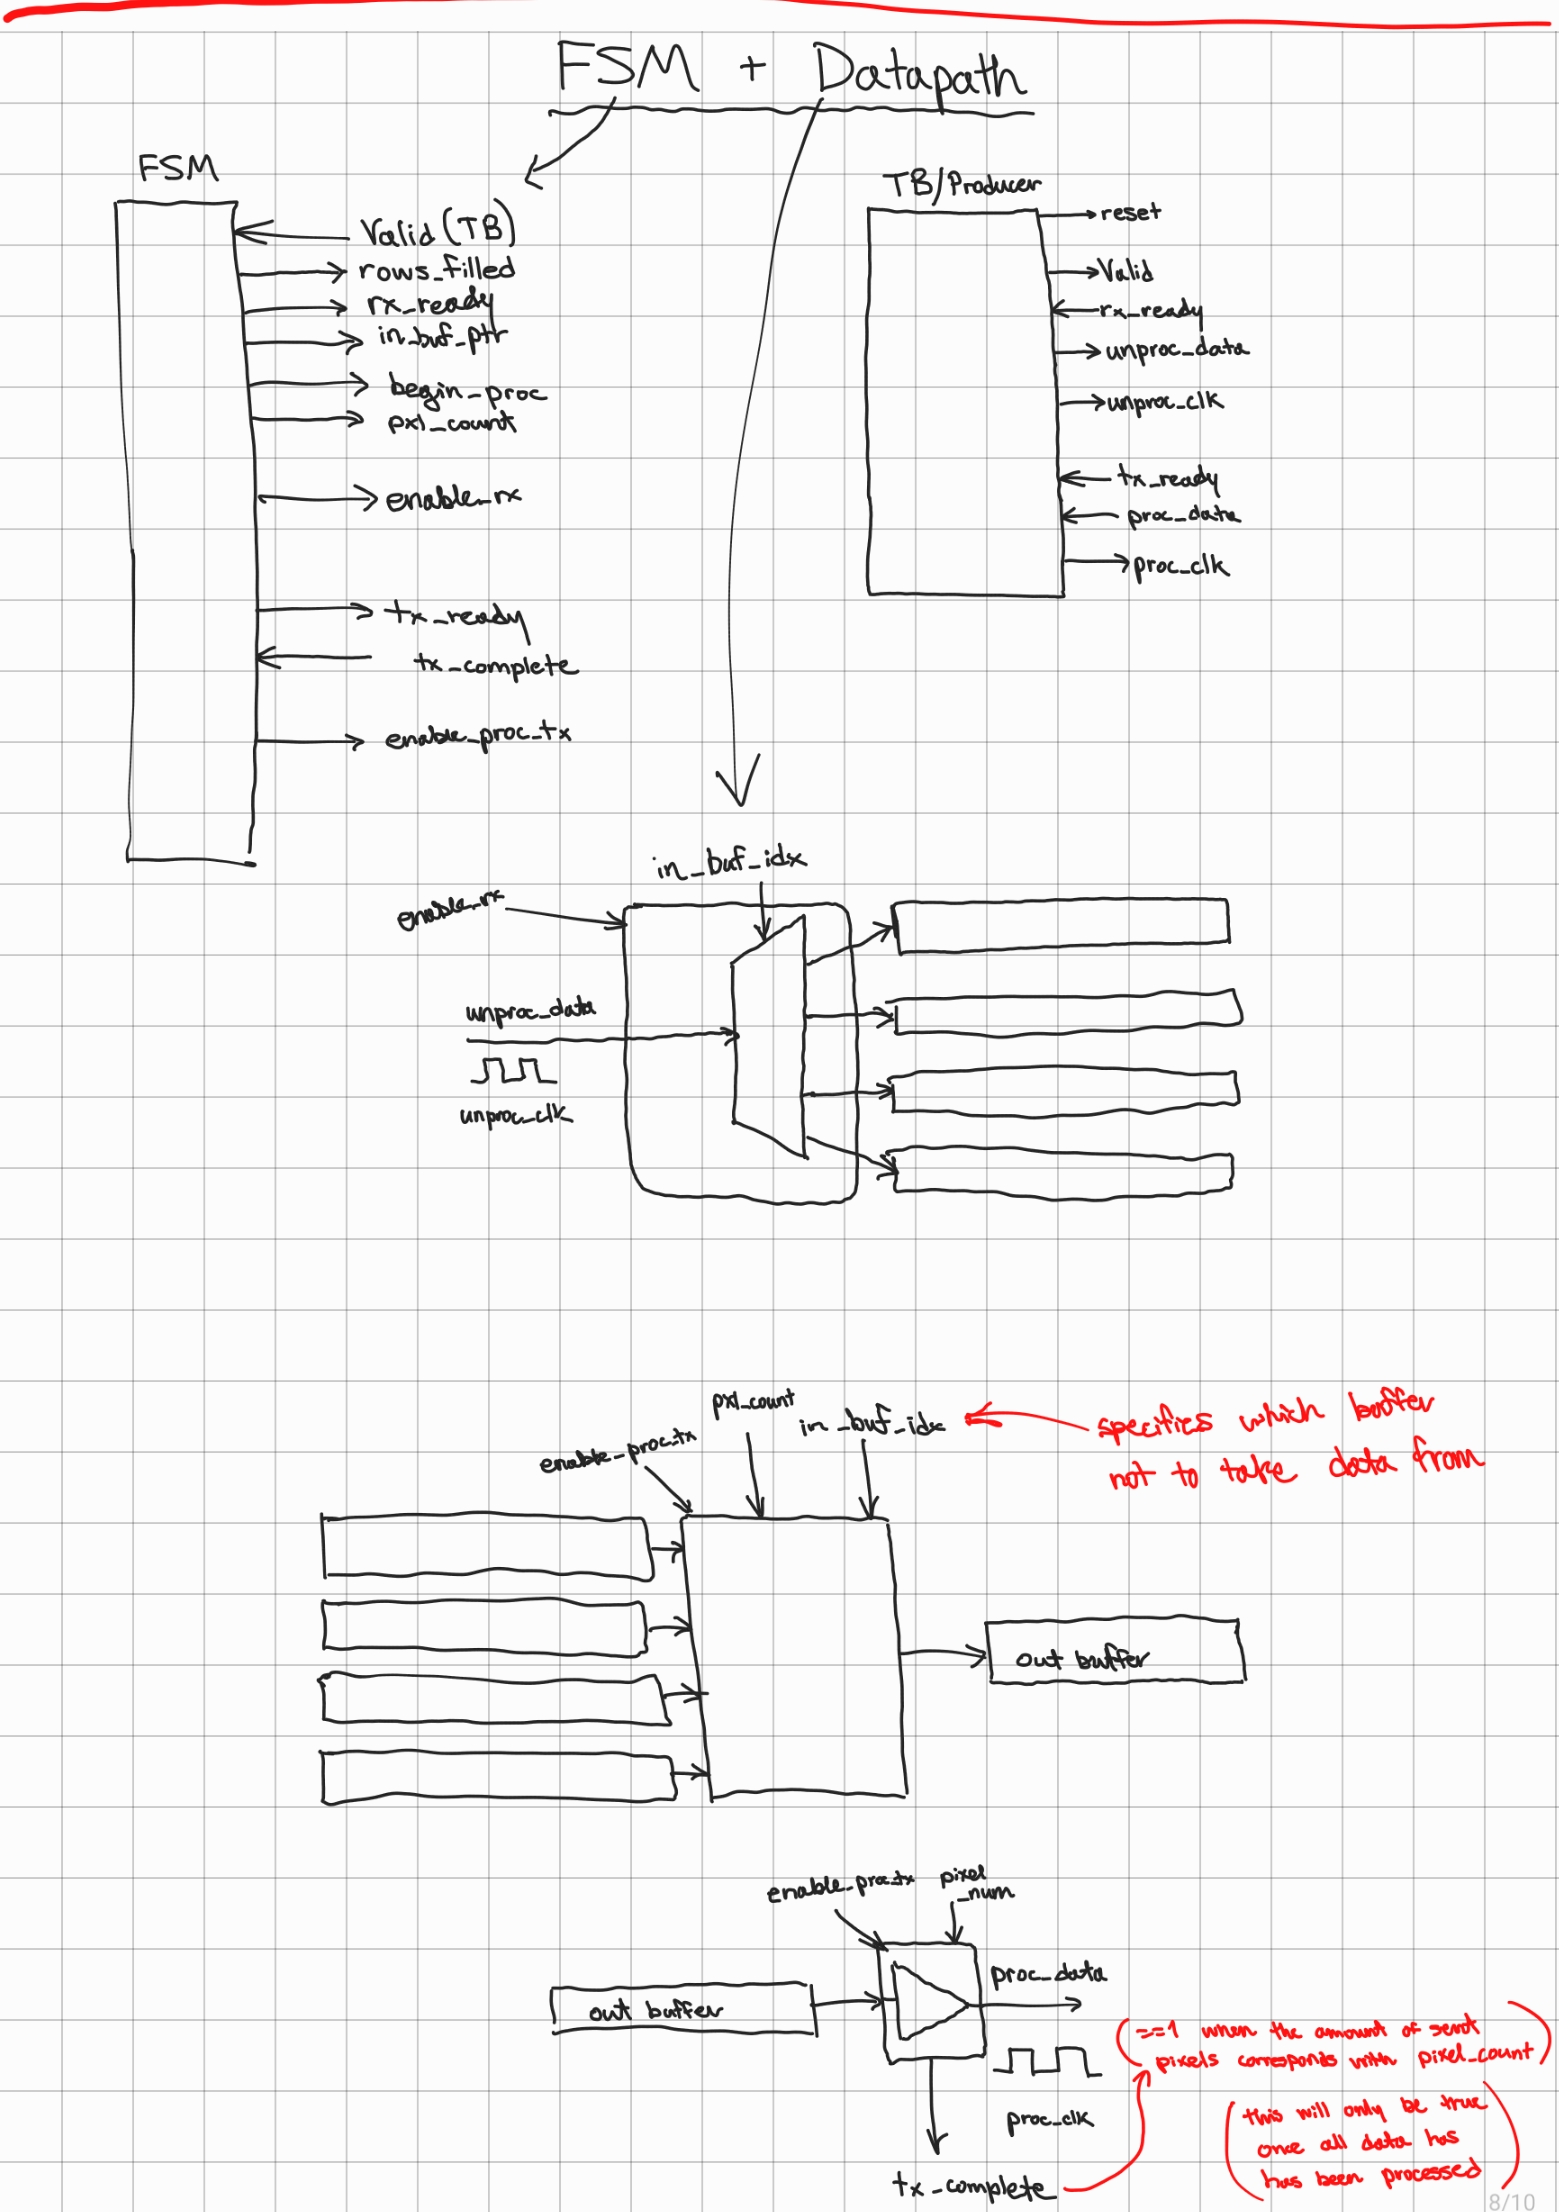 FSM + Datapath
FSM
Valid (TB)
rows_filled
rx_ready
in_buf_ptr
begin_proc
pxl_count
enable_rx
tx_ready
tx_complete
enable_proc_tx
TB/Producer
reset
Valid
rx_ready
unproc_data
unproc_clk
tx_ready
proc_data
proc_clk
in_buf_idx
enable_rx
unproc_data
unproc_clk
pxl_count
in_buf_idx
enable_proc_tx
specifies which buffer
not to take data from
out buffer
enable_proc_tx
pixel
_num
out buffer
proc_data
proc_clk
tx_complete
(==1 when the amount of sent
pixels corresponds with pixel_count)
(this will only be true
once all data has
has been processed)
8/10